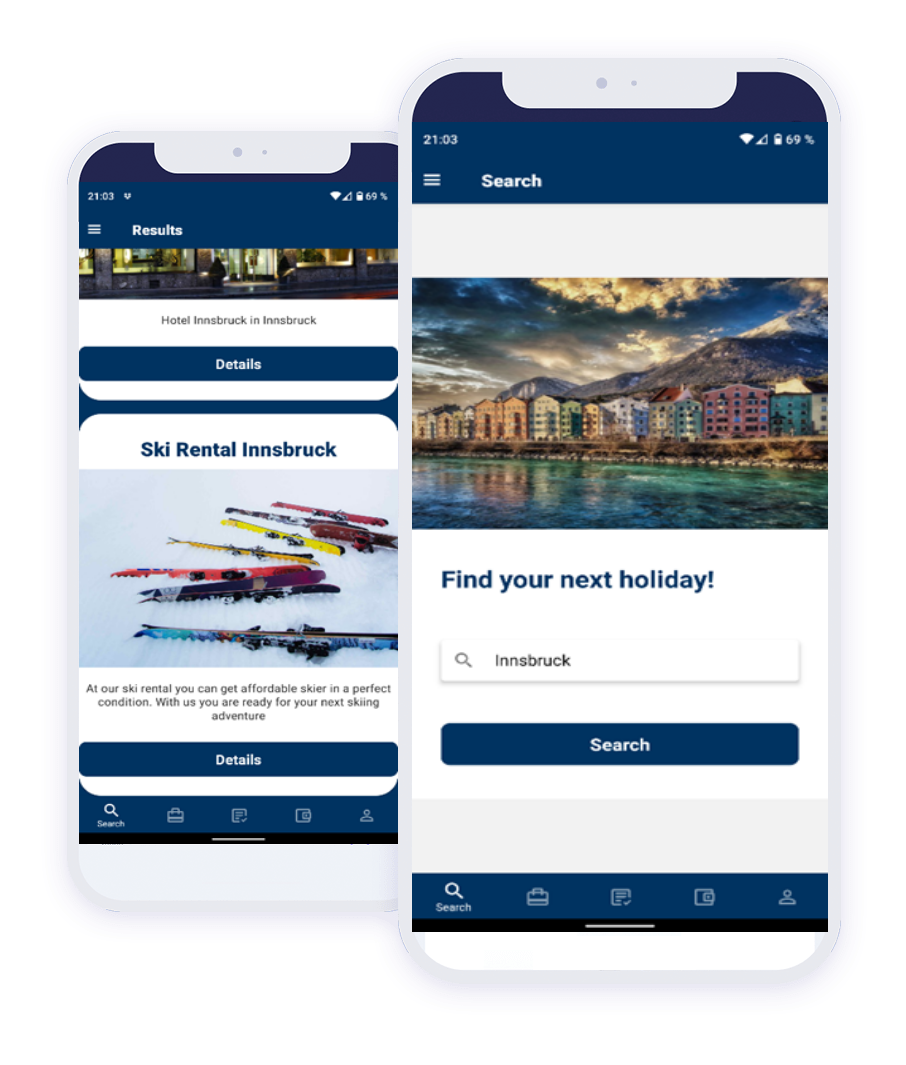 21:03
69 %
Results
Hotel Innsbruck in Innsbruck
Details
Ski Rental Innsbruck
At our ski rental you can get affordable skier in a perfect
condition. With us you are ready for your next skiing
adventure
Details
Search
21:03
69 %
Search
Find your next holiday!
Innsbruck
Search
Search